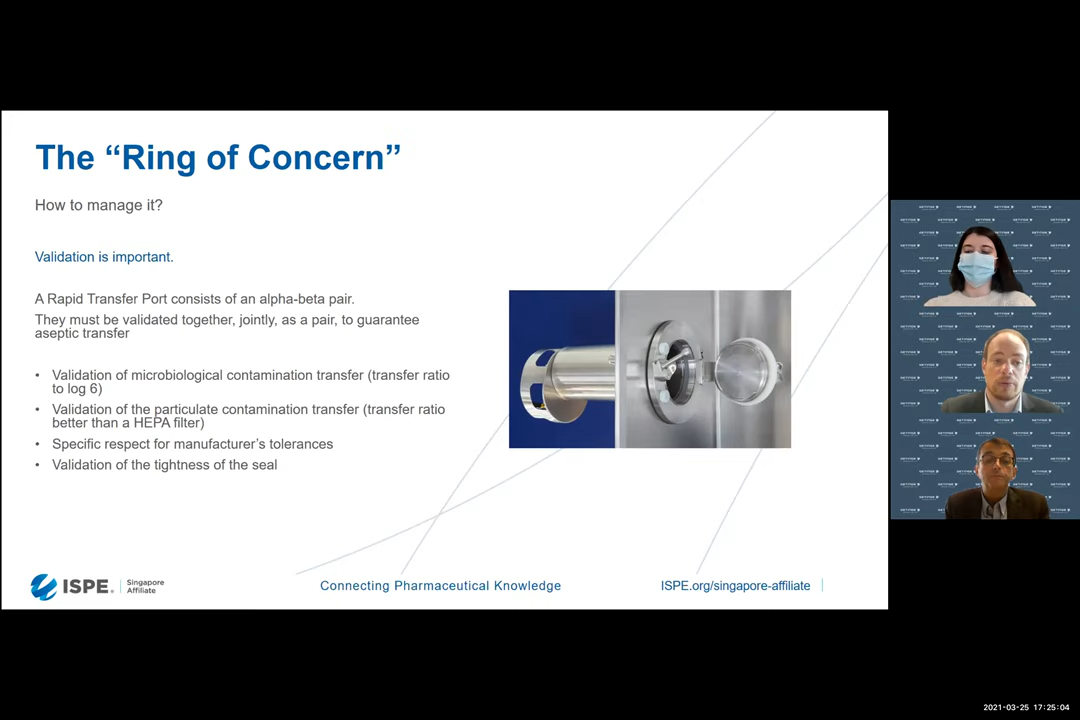 The “Ring of Concern”
How to manage it?
Validation is important.
A Rapid Transfer Port consists of an alpha-beta pair.
They must be validated together, jointly, as a pair, to guarantee
aseptic transfer
• Validation of microbiological contamination transfer (transfer ratio
to log 6)
• Validation of the particulate contamination transfer (transfer ratio
better than a HEPA filter)
• Specific respect for manufacturer’s tolerances
• Validation of the tightness of the seal
ISPE.
Singapore
Affiliate
Connecting Pharmaceutical Knowledge
ISPE.org/singapore-affiliate
2021-03-25 17:25:04